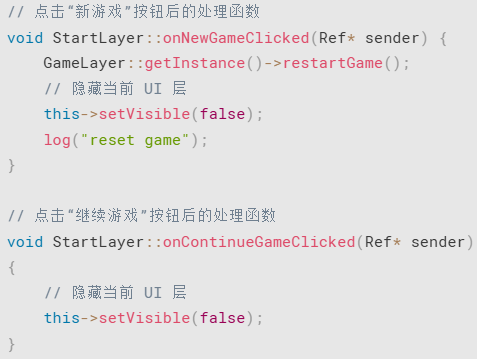 // 点击“新游戏”按钮后的处理函数
void StartLayer::onNewGameClicked(Ref* sender) {
    GameLayer::getInstance()->restartGame();
    // 隐藏当前 UI 层
    this->setVisible(false);
    log("reset game");
}
// 点击“继续游戏”按钮后的处理函数
void StartLayer::onContinueGameClicked(Ref* sender)
{
    // 隐藏当前 UI 层
    this->setVisible(false);
}